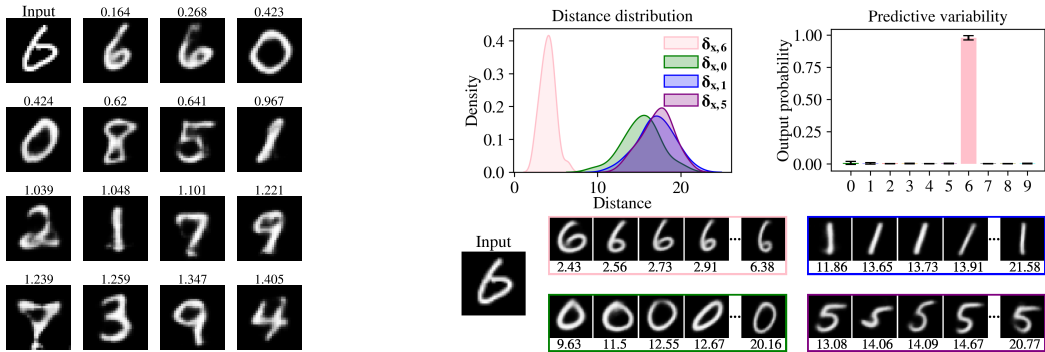 Input 0.164 0.268 0.423
0.424 0.62 0.641 0.967
1.039 1.048 1.101 1.221
1.239 1.259 1.347 1.405
Distance distribution
0.4
0.3
0.2
0.1
0.0
Density
0 10 20
Distance
δx,6
δx,0
δx,1
δx,5
Predictive variability
1.00
0.75
0.50
0.25
0.00
Output probability
0 1 2 3 4 5 6 7 8 9
Input
2.43 2.56 2.73 2.91 ... 6.38
11.86 13.65 13.73 13.91 ... 21.58
9.63 11.5 12.55 12.67 ... 20.16
13.08 14.06 14.09 14.67 ... 20.77